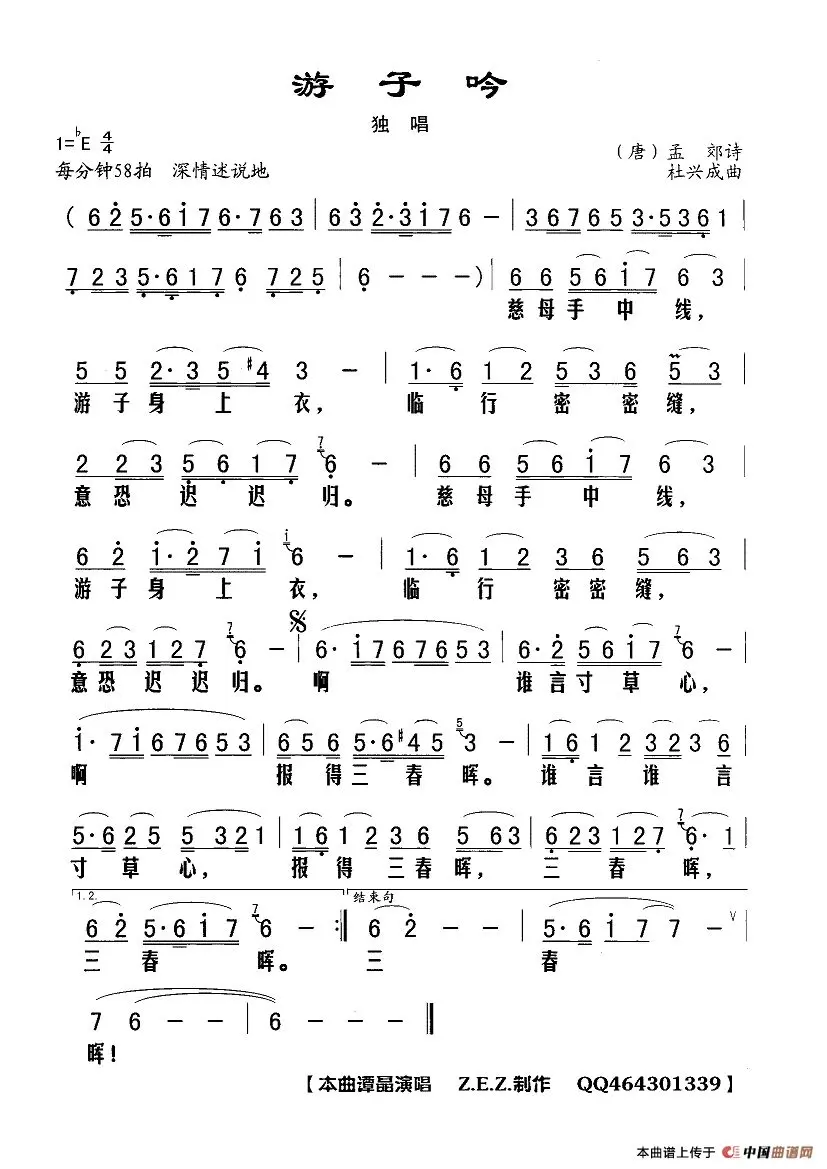 游子吟
独唱
1=♭E 4/4
(唐)孟 郊诗
每分钟58拍 深情述说地
杜兴成曲
(6 2 5·6 1 7 6·7 6 3 | 6 3 2·3 1 7 6 – | 3 6 7 6 5 3·5 3 6 1 |
7 2 3 5·6 1 7 6 7 2 5 | 6 – – –) | 6 6 5 6 1 7 6 3 |
慈母手中线,
5 5 2·3 5 #4 3 – | 1·6 1 2 5 3 6 5 3 |
游子身上衣, 临行密密缝,
2 2 3 5 6 1 7 7 6 – | 6 6 5 6 1 7 6 3 |
意恐迟迟归。 慈母手中线,
6 2 1·2 7 1 i 6 – | 1·6 1 2 3 6 5 6 3 |
游子身上衣, 临行密密缝,
6 2 3 1 2 7 7 6 – | 6·1 7 6 7 6 5 3 | 6·2 5 6 1 7 7 6 – |
意恐迟迟归。 啊 谁言寸草心,
1·7 1 6 7 6 5 3 | 6 5 6 5·6 #4 5 5 3 – | 1 6 1 2 3 2 3 6 |
啊 报得三春晖。 谁言谁言
5·6 2 5 5 3 2 1 | 1 6 1 2 3 6 5 6 3 | 6 2 3 1 2 7 7 6·1 |
寸草心, 报得三春晖, 三春晖,
1.2. 结束句
6 2 5·6 1 7 7 6 – :‖ 6 2 – – | 5·6 1 7 7 – – V
三春晖。 三 春
7 6 – – | 6 – – ‖
晖!
【本曲谭晶演唱 Z.E.Z.制作 QQ464301339】
本曲谱上传于 中国曲谱网